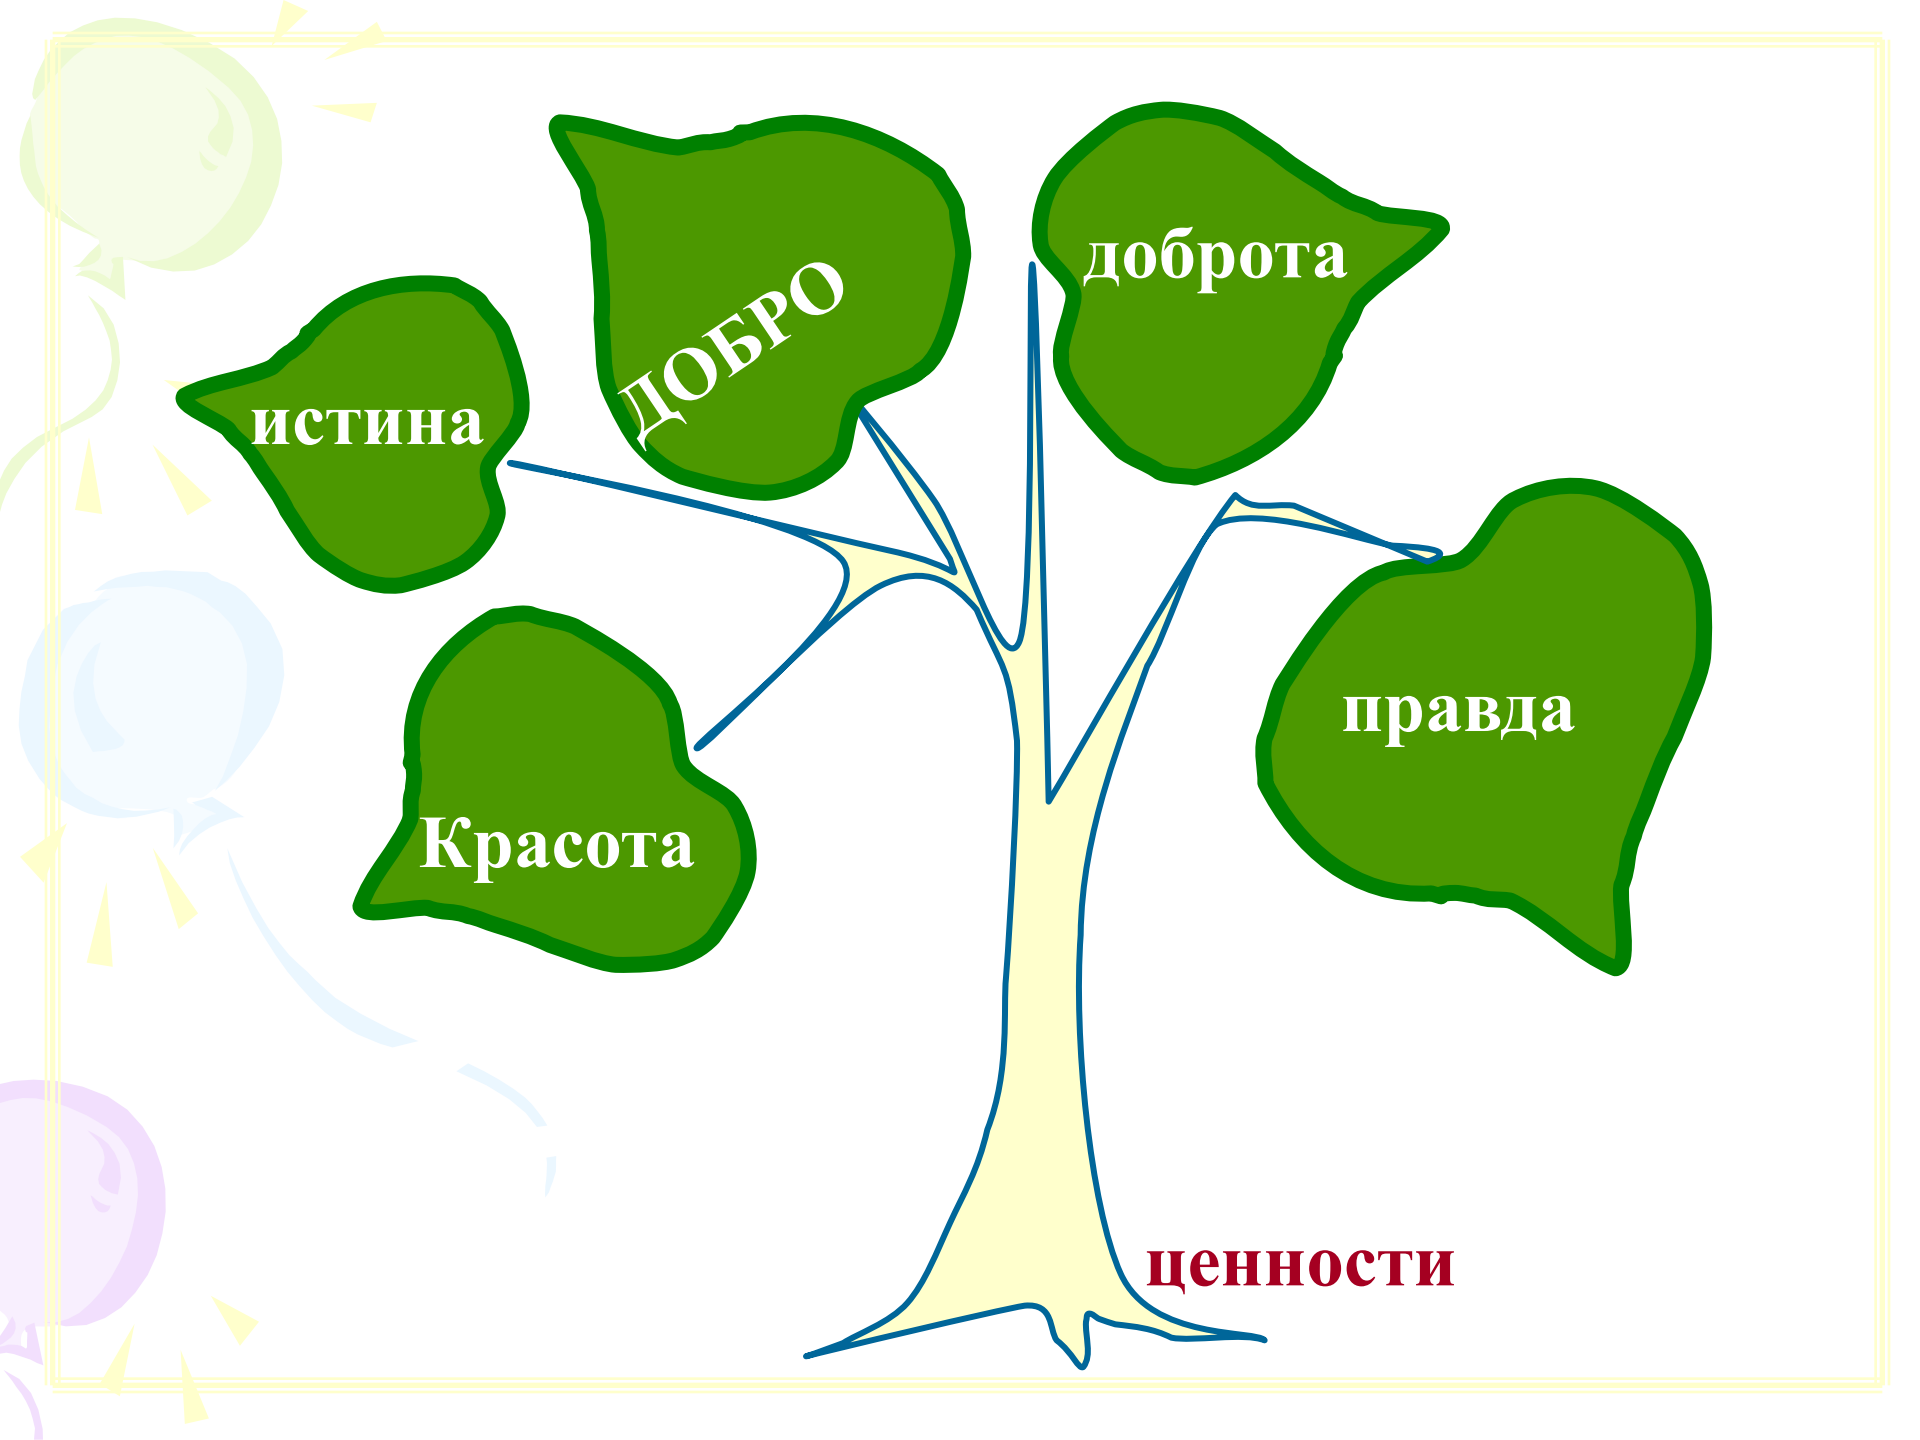 доброта
ДОБРО
истина
правда
Красота
ценности